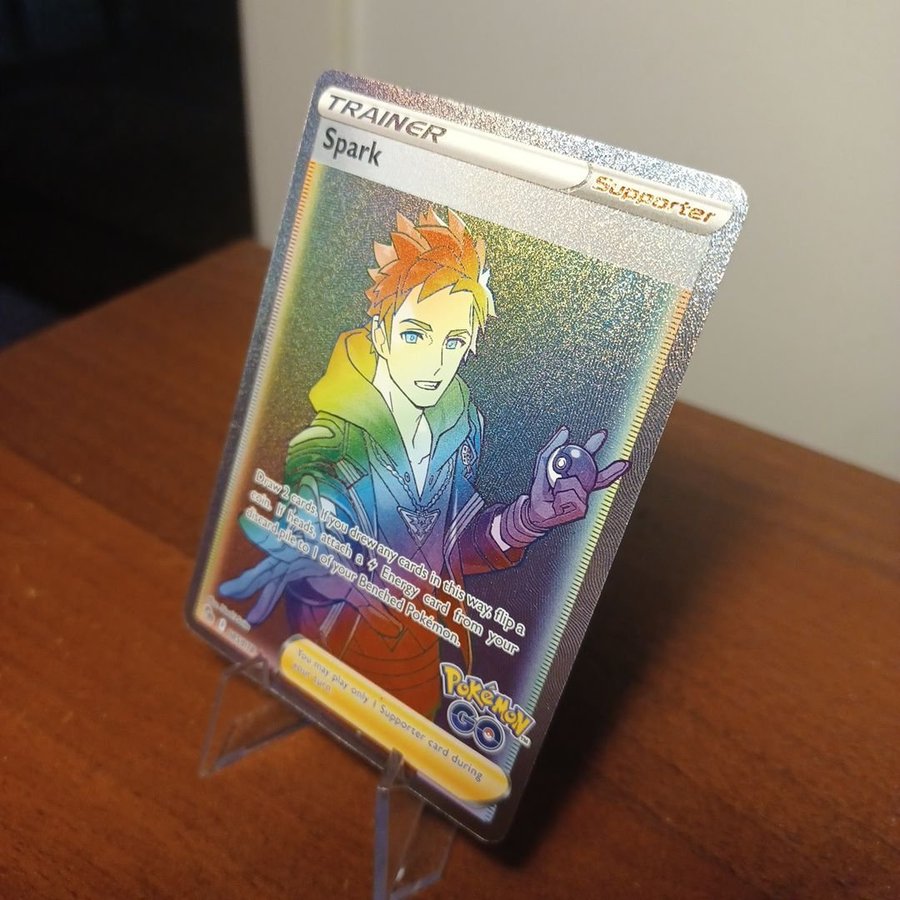 TRAINER
Supporter
Spark
Draw 2 cards. If you drew any cards in this way, flip a
coin. If heads, attach a Energy card from your
discard pile to 1 of your Benched Pokémon.
You may play only 1 Supporter card during
your turn.
Pokémon
GO